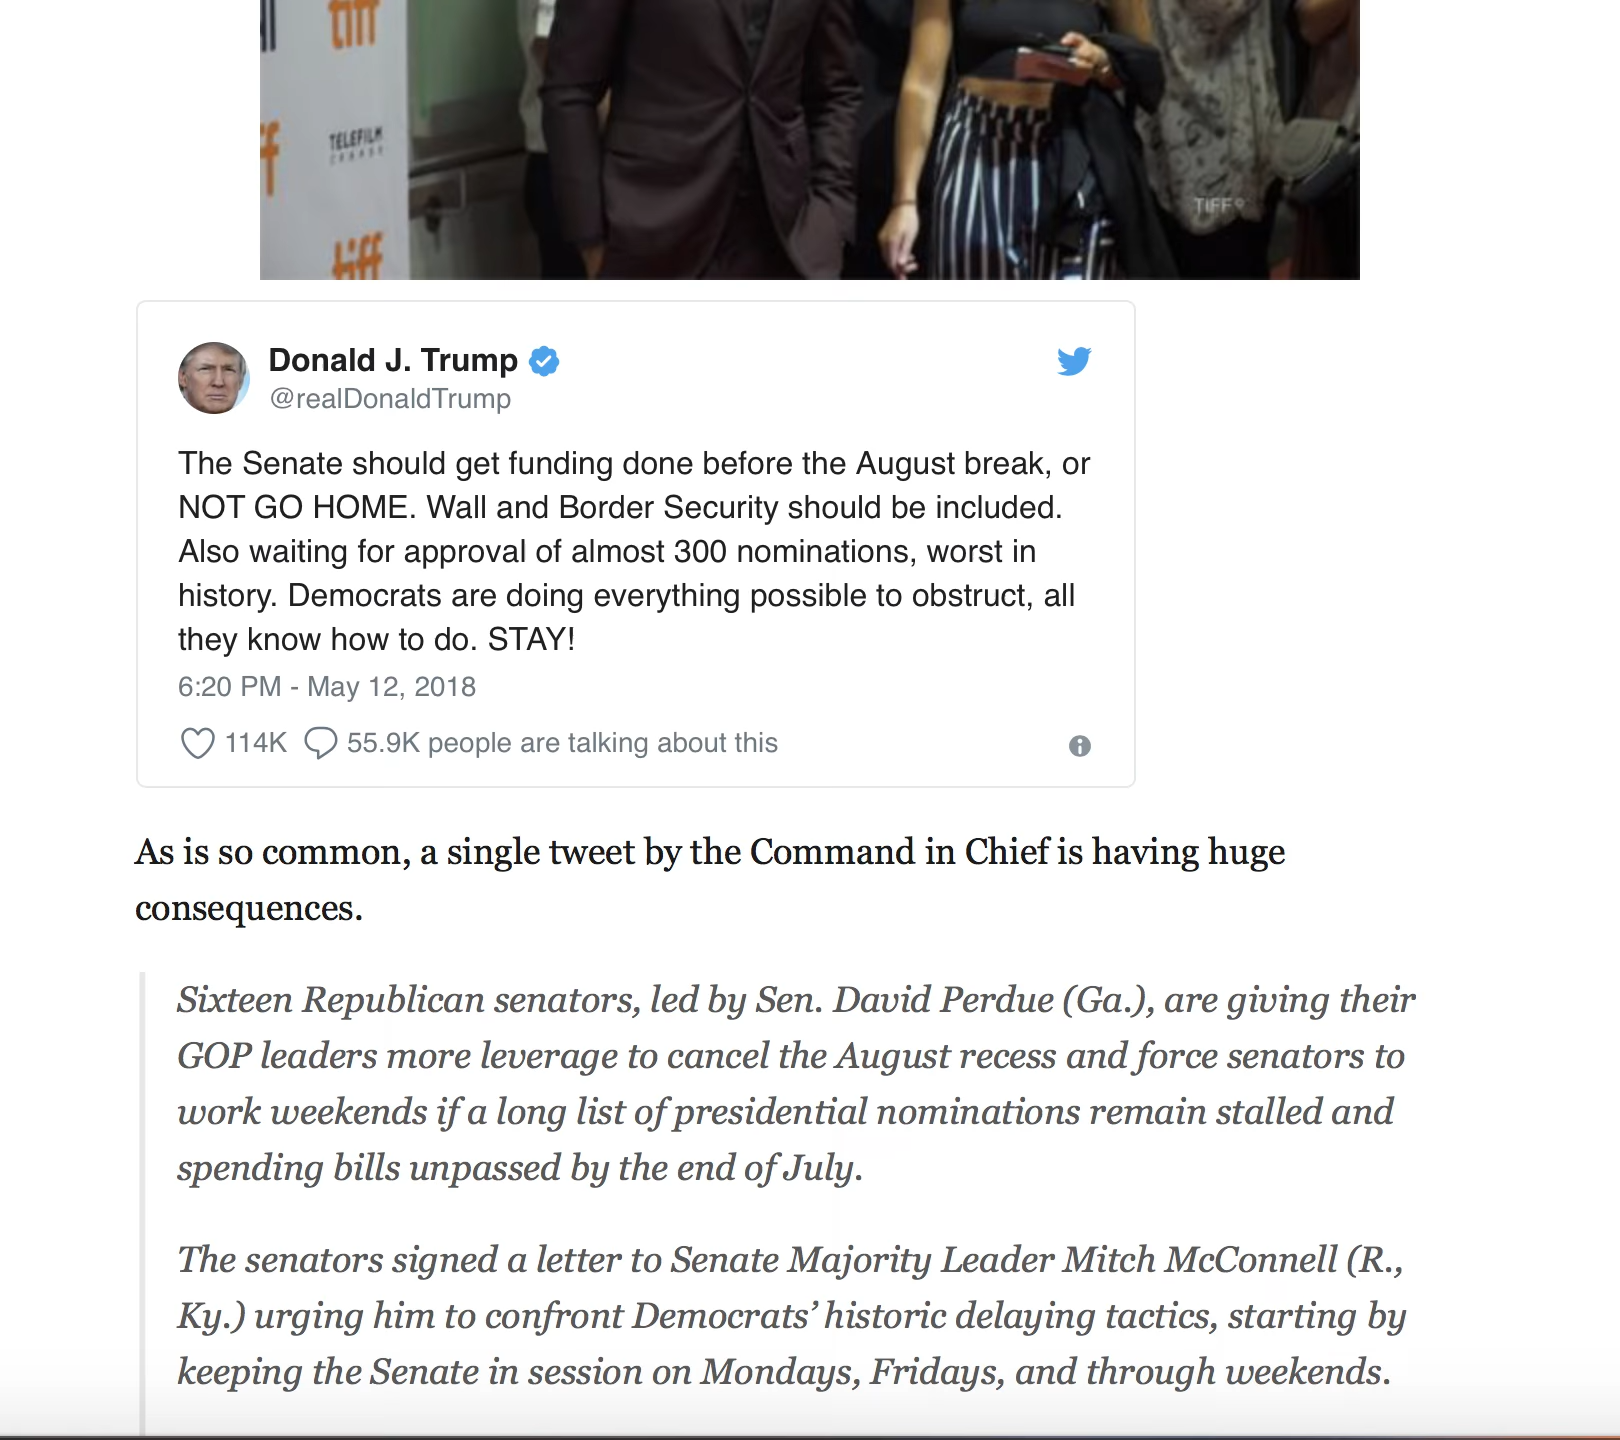 tiff
TELEFILM
tiff
TIFF
Donald J. Trump
@realDonaldTrump
The Senate should get funding done before the August break, or
NOT GO HOME. Wall and Border Security should be included.
Also waiting for approval of almost 300 nominations, worst in
history. Democrats are doing everything possible to obstruct, all
they know how to do. STAY!
6:20 PM - May 12, 2018
114K 55.9K people are talking about this
As is so common, a single tweet by the Command in Chief is having huge
consequences.
Sixteen Republican senators, led by Sen. David Perdue (Ga.), are giving their
GOP leaders more leverage to cancel the August recess and force senators to
work weekends if a long list of presidential nominations remain stalled and
spending bills unpassed by the end of July.
The senators signed a letter to Senate Majority Leader Mitch McConnell (R.,
Ky.) urging him to confront Democrats’ historic delaying tactics, starting by
keeping the Senate in session on Mondays, Fridays, and through weekends.